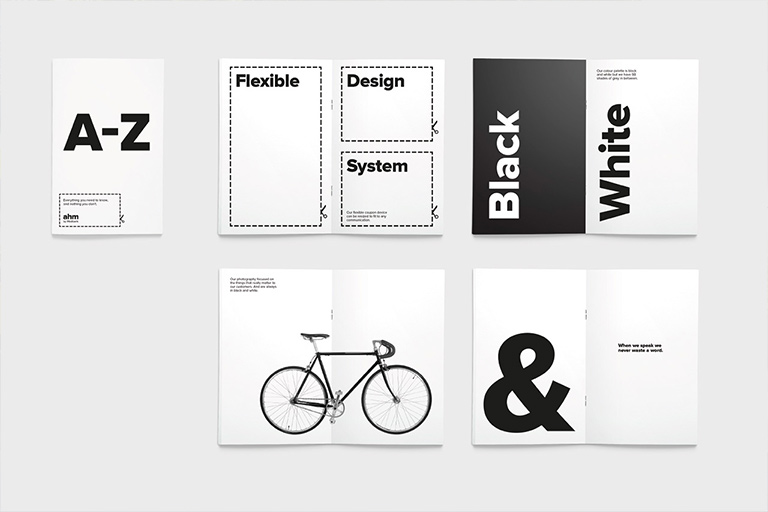 A-Z
Everything you need to know,
and nothing you don't.
ahm
by Medibank
Flexible
Design
System
Our flexible coupon device
can be resized to fit to any
communication.
Black
White
Our colour palette is black
and white but we have 98
shades of grey in-between.
Our photography focused on
the things that really matter to
our customers. And are always
in black and white.
&
When we speak we
never waste a word.